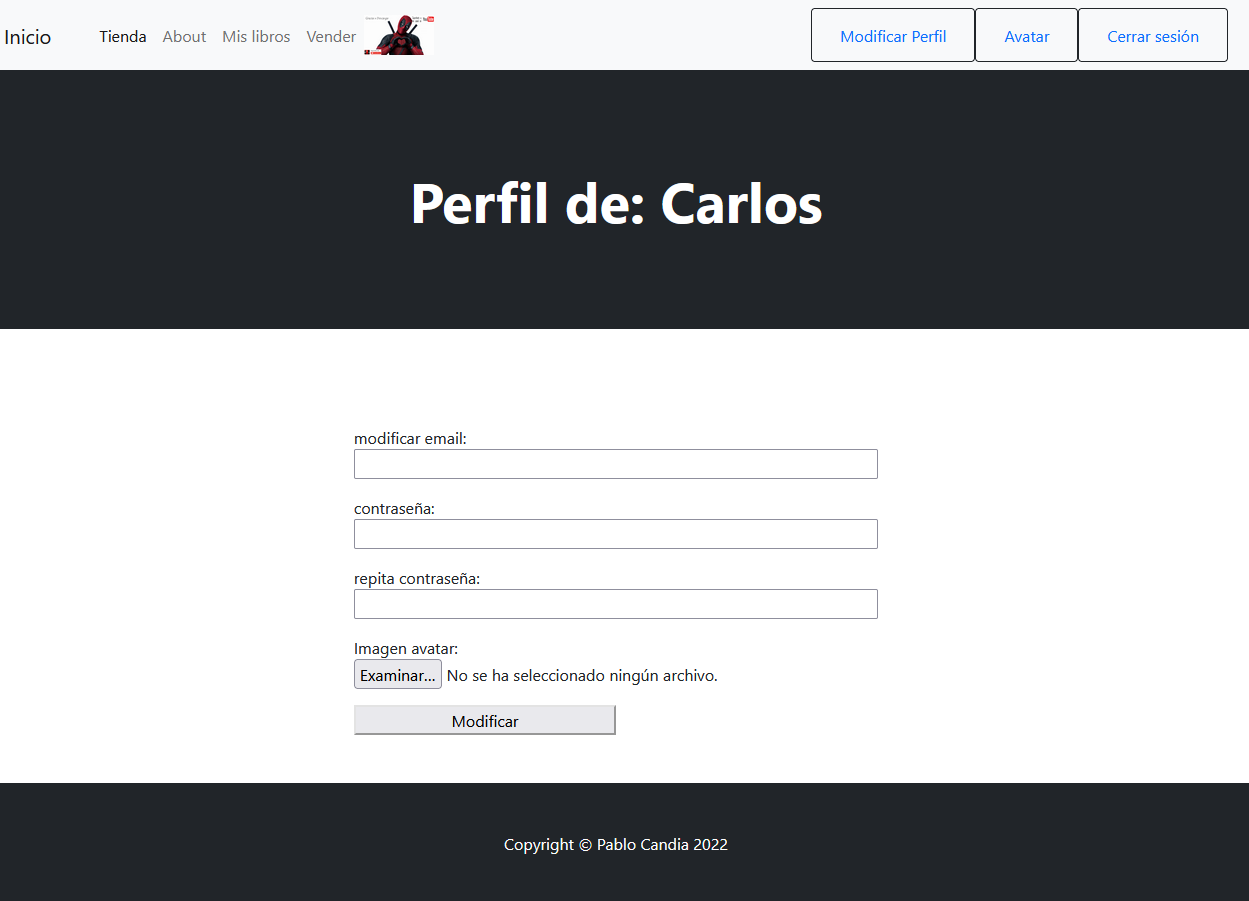 Inicio Tienda About Mis libros Vender Modificar Perfil Avatar Cerrar sesión
Perfil de: Carlos
modificar email:
contraseña:
repita contraseña:
Imagen avatar:
Examinar... No se ha seleccionado ningún archivo.
Modificar
Copyright © Pablo Candia 2022